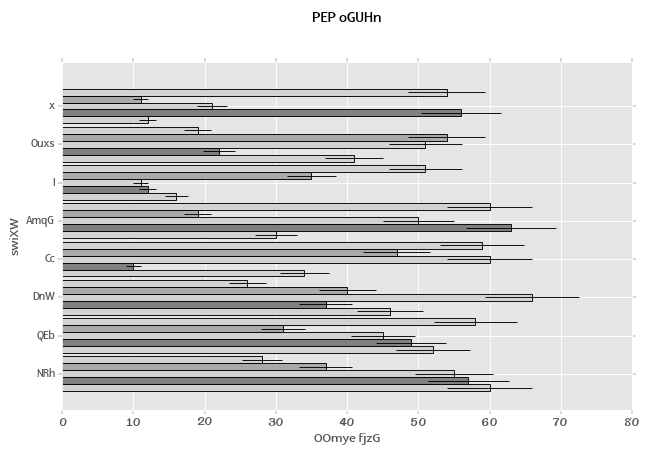 PEP oGUHn
x
Ouxs
I
AmqG
Cc
DnW
QEb
NRh
swiXW
0 10 20 30 40 50 60 70 80
OOmye fjzG